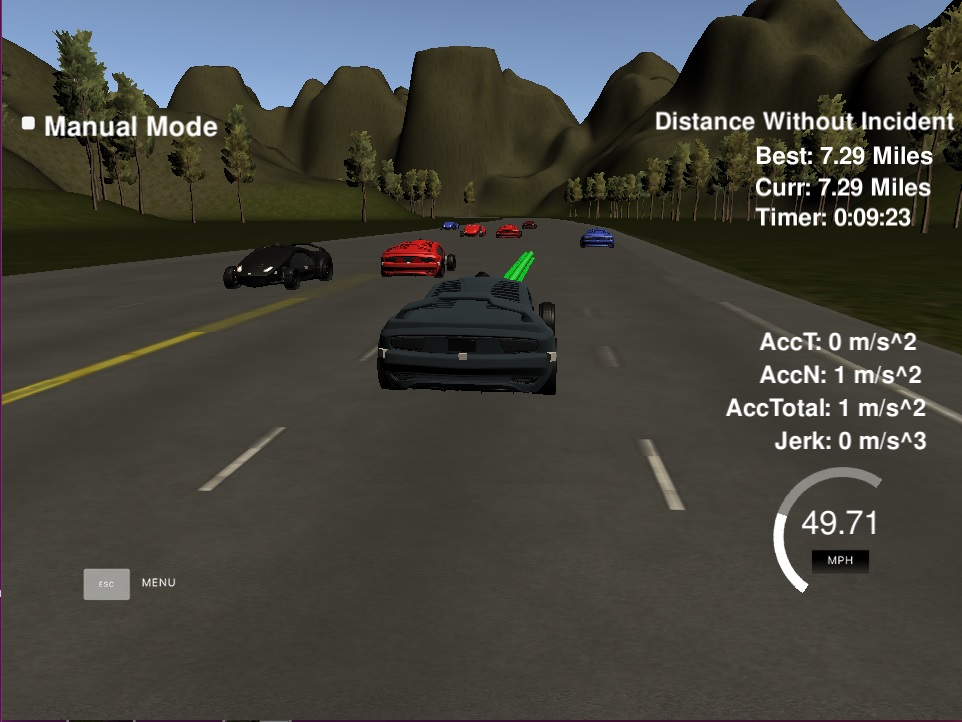 Manual Mode
Distance Without Incident
Best: 7.29 Miles
Curr: 7.29 Miles
Timer: 0:09:23
AccT: 0 m/s^2
AccN: 1 m/s^2
AccTotal: 1 m/s^2
Jerk: 0 m/s^3
49.71
MPH
ESC MENU